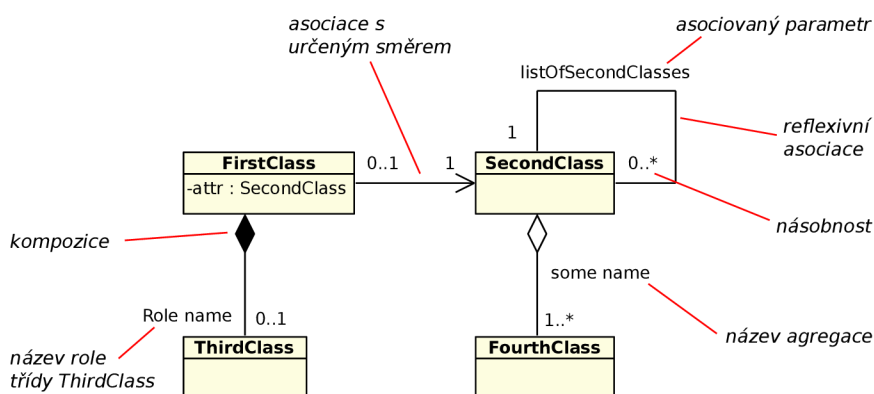 asociace s
určeným směrem
asociovaný parametr
listOfSecondClasses
reflexivní
asociace
1
FirstClass
0..1
1
SecondClass
0..*
-attr : SecondClass
násobnost
kompozice
some name
Role name
0..1
1..*
název agregace
název role
třídy ThirdClass
ThirdClass
FourthClass